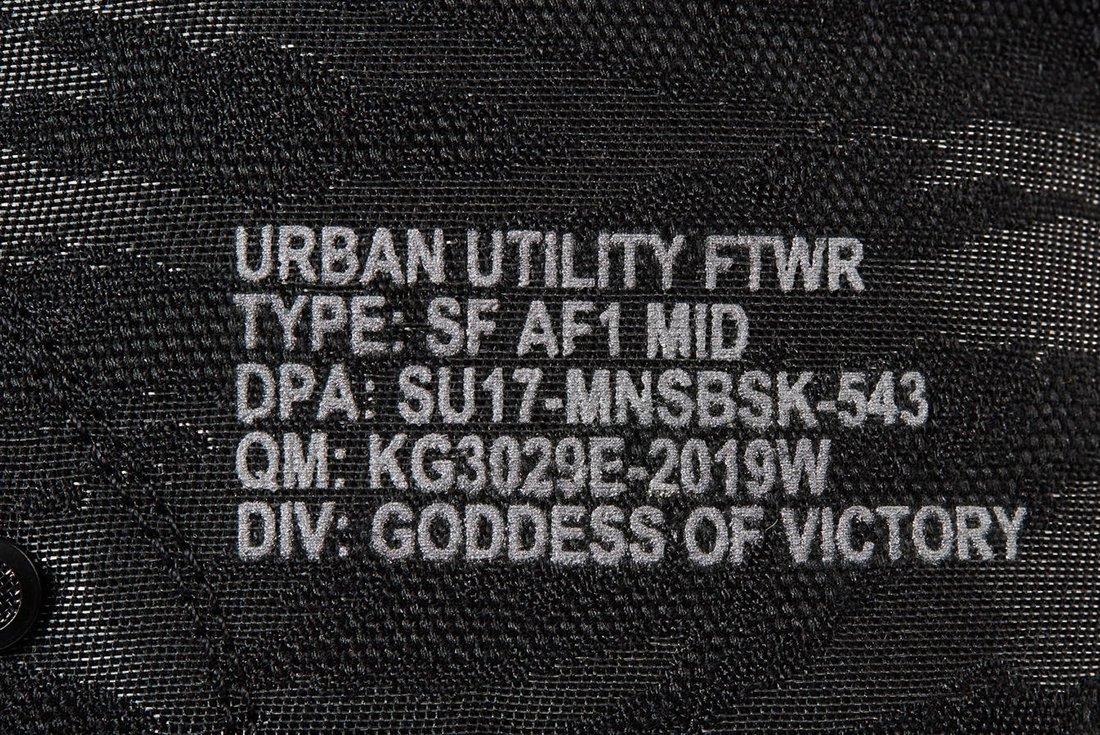 URBAN UTILITY FTWR
TYPE: SF AF1 MID
DPA: SU17-MNSBSK-543
QM: KG3029E-2019W
DIV: GODDESS OF VICTORY